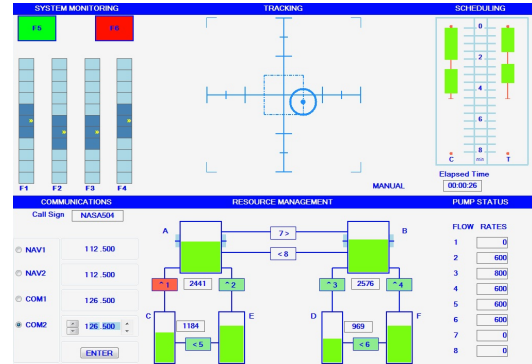 SYSTEM MONITORING
TRACKING
SCHEDULING
F5
F6
0
2
4
6
8
C
min
T
F1
F2
F3
F4
MANUAL
Elapsed Time
00:00:26
COMMUNICATIONS
RESOURCE MANAGEMENT
PUMP STATUS
Call Sign NASA504
NAV1 112.500
NAV2 112.500
COM1 126.500
COM2 126.500
ENTER
A
7 >
B
< 8
^ 1
2441
^ 2
^ 3
2576
^ 4
C
1184
E
D
969
F
< 5
< 6
FLOW RATES
1 0
2 600
3 800
4 600
5 600
6 600
7 0
8 0